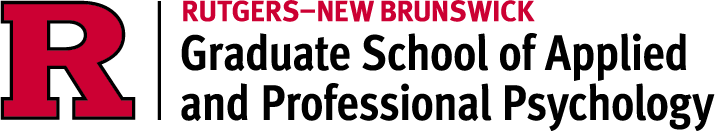 R
RUTGERS–NEW BRUNSWICK
Graduate School of Applied
and Professional Psychology